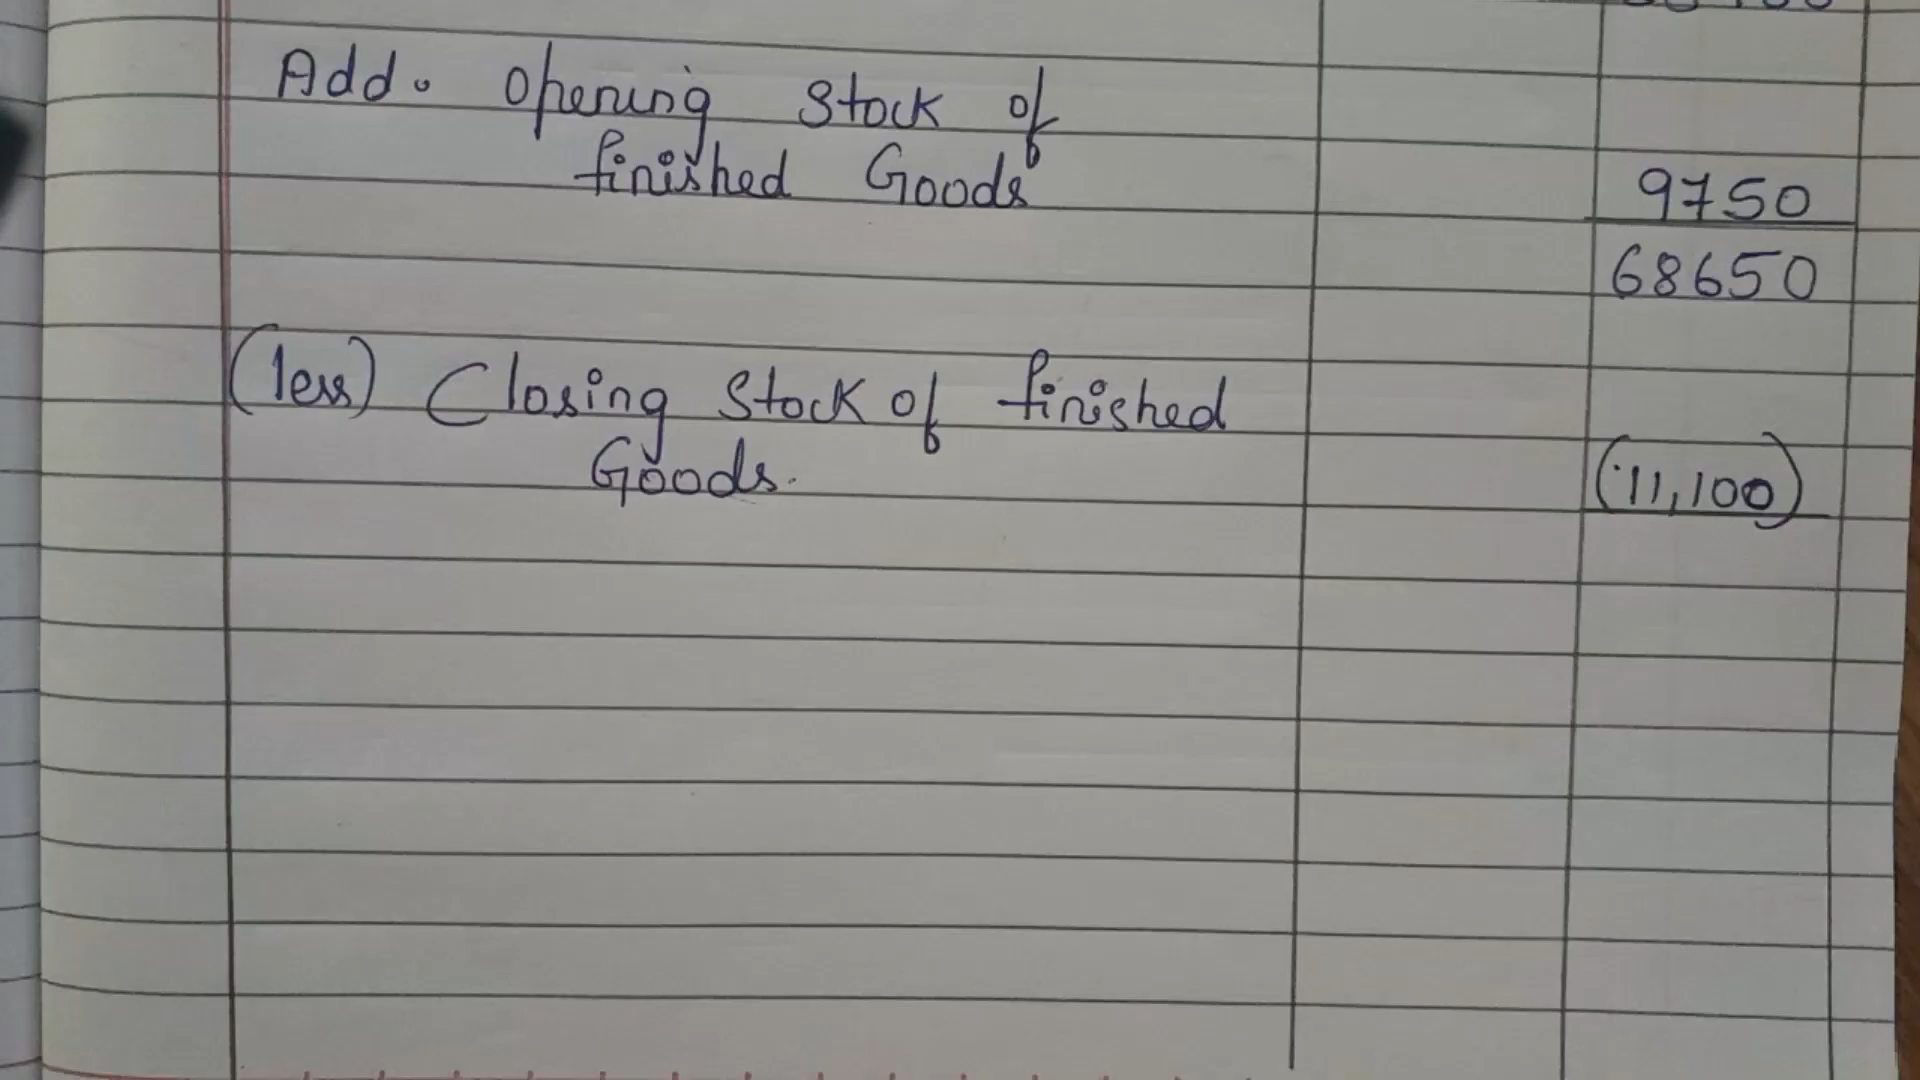 Add. Opening Stock of
finished Goods 9750
68650
(less) Closing Stock of finished
Goods. (11,100)